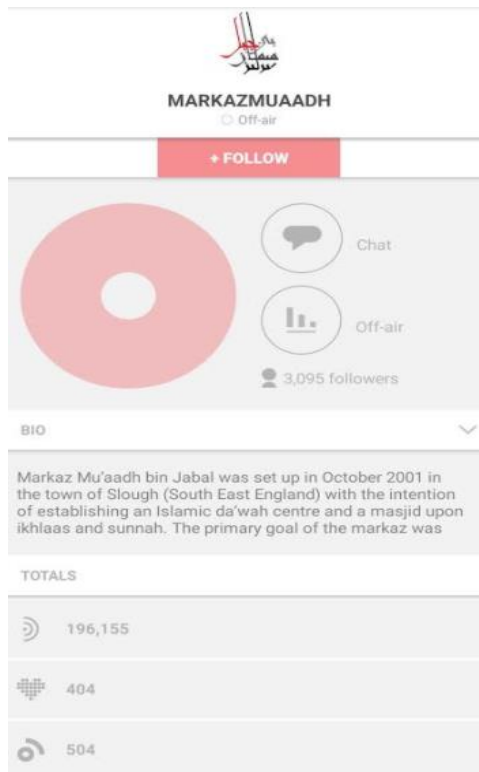 MARKAZMUAADH
Off-air
+ FOLLOW
Chat
Off-air
3,095 followers
BIO
Markaz Mu'aadh bin Jabal was set up in October 2001 in
the town of Slough (South East England) with the intention
of establishing an Islamic da'wah centre and a masjid upon
ikhlaas and sunnah. The primary goal of the markaz was
TOTALS
196,155
404
504